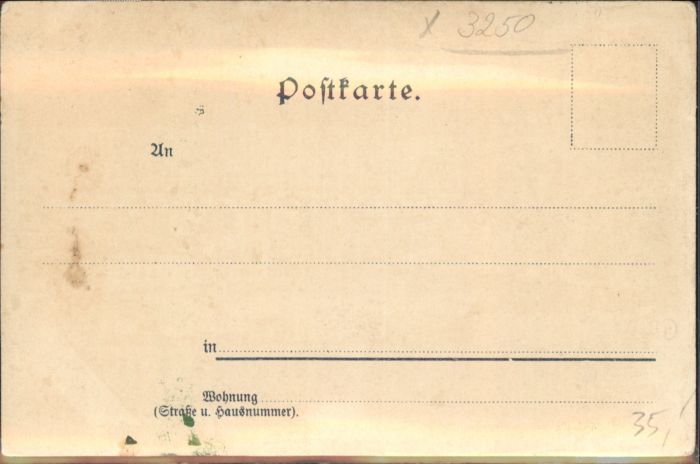 x 3250
Postkarte.
An
in
Wohnung
(Straße u. Hausnummer).
35,